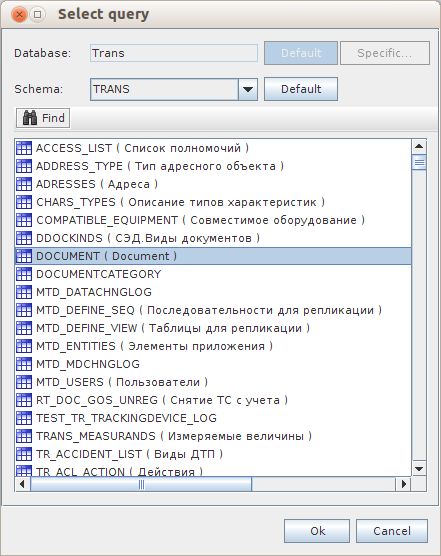 Select query
Database: Trans Default Specific...
Schema: TRANS Default
Find
ACCESS_LIST ( Список полномочий )
ADDRESS_TYPE ( Тип адресного объекта )
ADRESSES ( Адреса )
CHARS_TYPES ( Описание типов характеристик )
COMPATIBLE_EQUIPMENT ( Совместимое оборудование )
DDOCKINDS ( СЭД.Виды документов )
DOCUMENT ( Document )
DOCUMENTCATEGORY
MTD_DATACHNGLOG
MTD_DEFINE_SEQ ( Последовательности для репликации )
MTD_DEFINE_VIEW ( Таблицы для репликации )
MTD_ENTITIES ( Элементы приложения )
MTD_MDCHNGLOG
MTD_USERS ( Пользователи )
RT_DOC_GOS_UNREG ( Снятие ТС с учета )
TEST_TR_TRACKINGDEVICE_LOG
TRANS_MEASURANDS ( Измеряемые величины )
TR_ACCIDENT_LIST ( Виды ДТП )
TR_ACL_ACTION ( Действия )
Ok Cancel